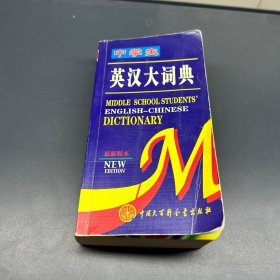 中学生
英汉大词典
MIDDLE SCHOOL STUDENTS'
ENGLISH-CHINESE
DICTIONARY
最新版本
NEW
EDITION
M
中国大百科全书出版社